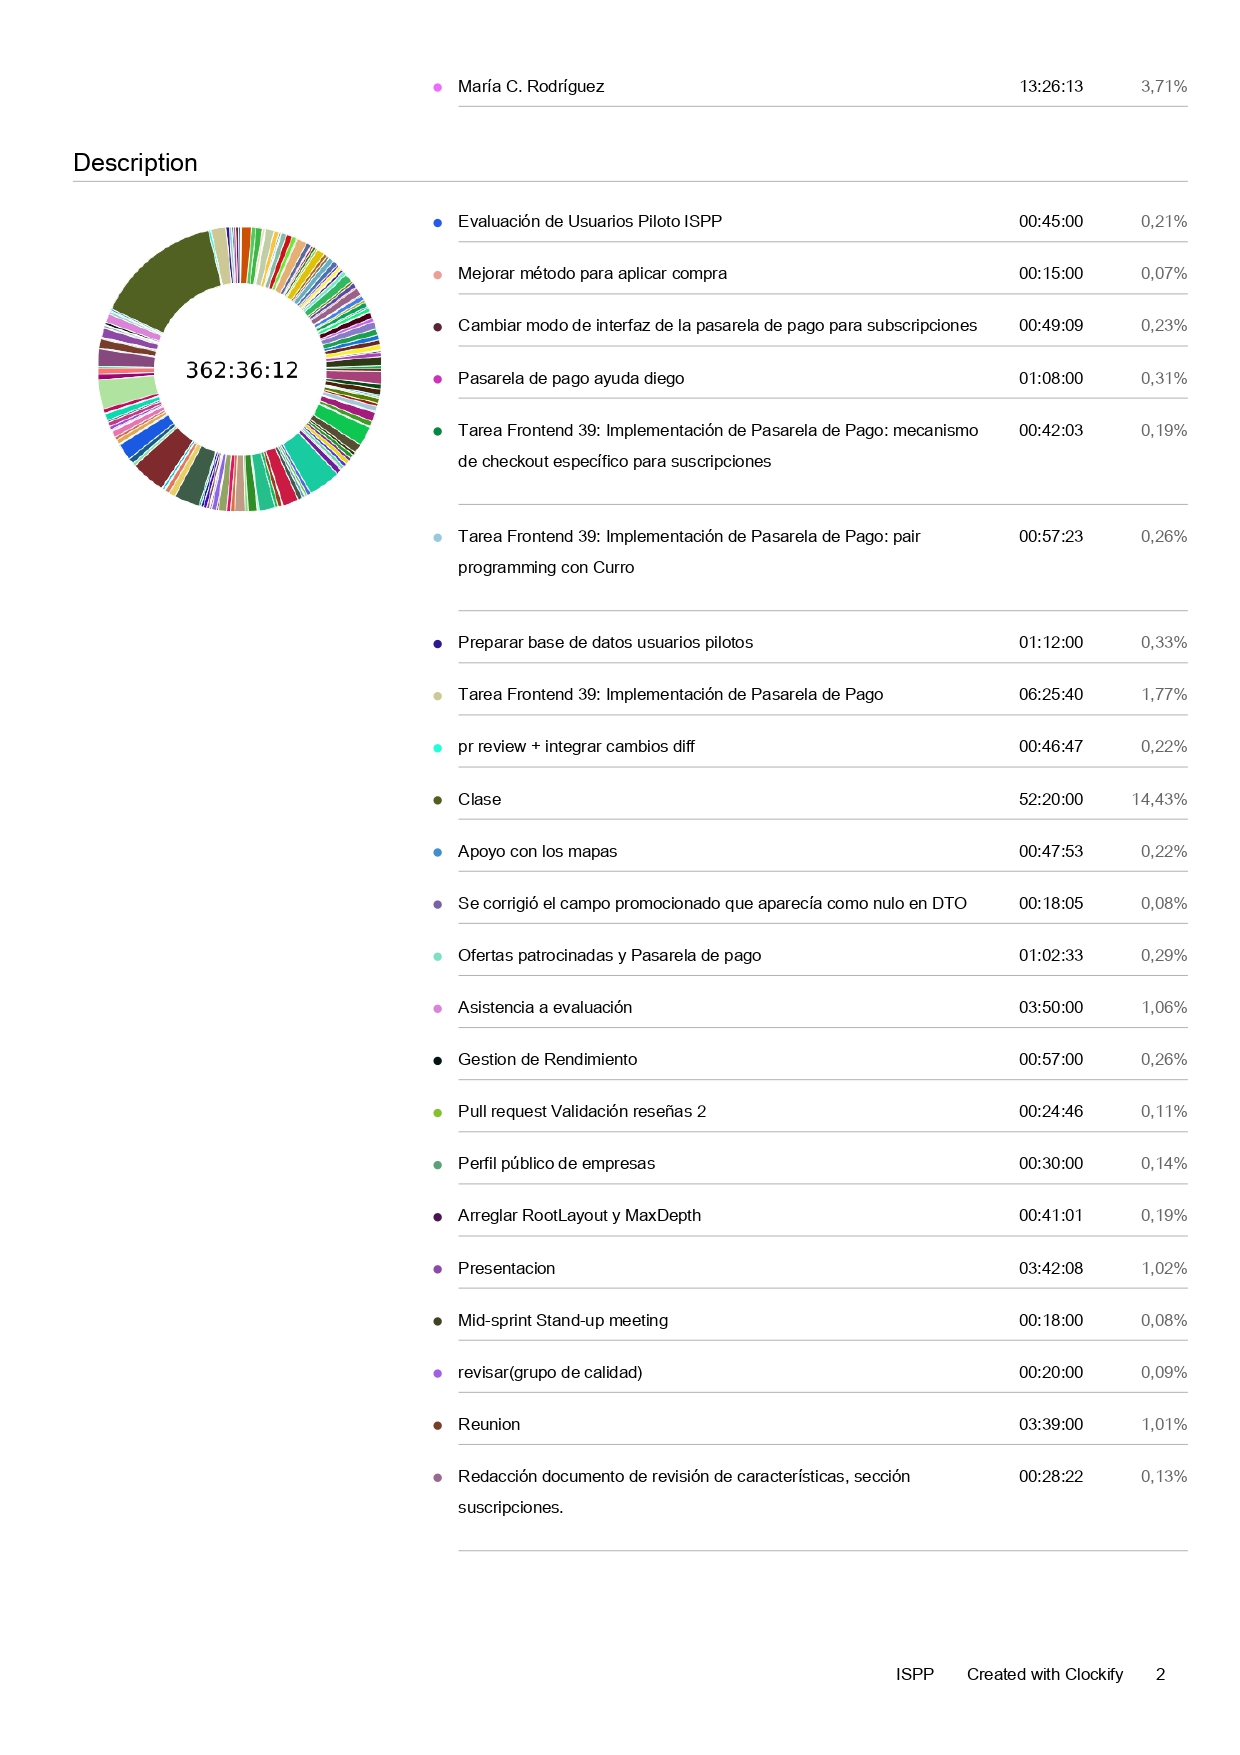 María C. Rodríguez 13:26:13 3,71%
Description
362:36:12
Evaluación de Usuarios Piloto ISPP 00:45:00 0,21%
Mejorar método para aplicar compra 00:15:00 0,07%
Cambiar modo de interfaz de la pasarela de pago para subscripciones 00:49:09 0,23%
Pasarela de pago ayuda diego 01:08:00 0,31%
Tarea Frontend 39: Implementación de Pasarela de Pago: mecanismo 00:42:03 0,19%
de checkout específico para suscripciones
Tarea Frontend 39: Implementación de Pasarela de Pago: pair 00:57:23 0,26%
programming con Curro
Preparar base de datos usuarios pilotos 01:12:00 0,33%
Tarea Frontend 39: Implementación de Pasarela de Pago 06:25:40 1,77%
pr review + integrar cambios diff 00:46:47 0,22%
Clase 52:20:00 14,43%
Apoyo con los mapas 00:47:53 0,22%
Se corrigió el campo promocionado que aparecía como nulo en DTO 00:18:05 0,08%
Ofertas patrocinadas y Pasarela de pago 01:02:33 0,29%
Asistencia a evaluación 03:50:00 1,06%
Gestion de Rendimiento 00:57:00 0,26%
Pull request Validación reseñas 2 00:24:46 0,11%
Perfil público de empresas 00:30:00 0,14%
Arreglar RootLayout y MaxDepth 00:41:01 0,19%
Presentacion 03:42:08 1,02%
Mid-sprint Stand-up meeting 00:18:00 0,08%
revisar(grupo de calidad) 00:20:00 0,09%
Reunion 03:39:00 1,01%
Redacción documento de revisión de características, sección 00:28:22 0,13%
suscripciones.
ISPP Created with Clockify 2